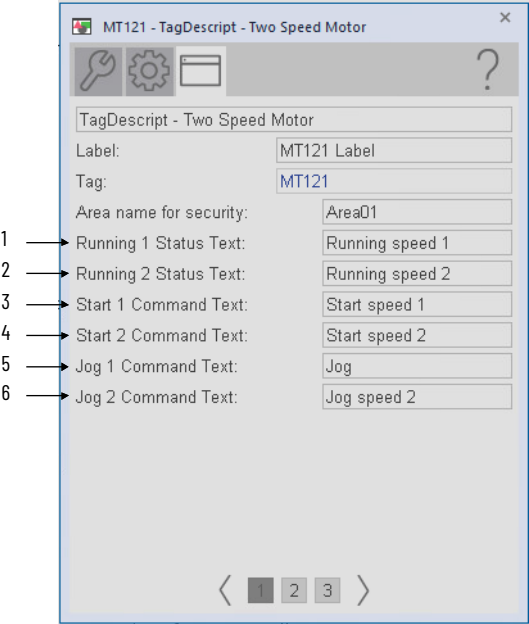 MT121 - TagDescript - Two Speed Motor ×
?
TagDescript - Two Speed Motor
Label: MT121 Label
Tag: MT121
Area name for security: Area01
1 Running 1 Status Text: Running speed 1
2 Running 2 Status Text: Running speed 2
3 Start 1 Command Text: Start speed 1
4 Start 2 Command Text: Start speed 2
5 Jog 1 Command Text: Jog
6 Jog 2 Command Text: Jog speed 2
1 2 3